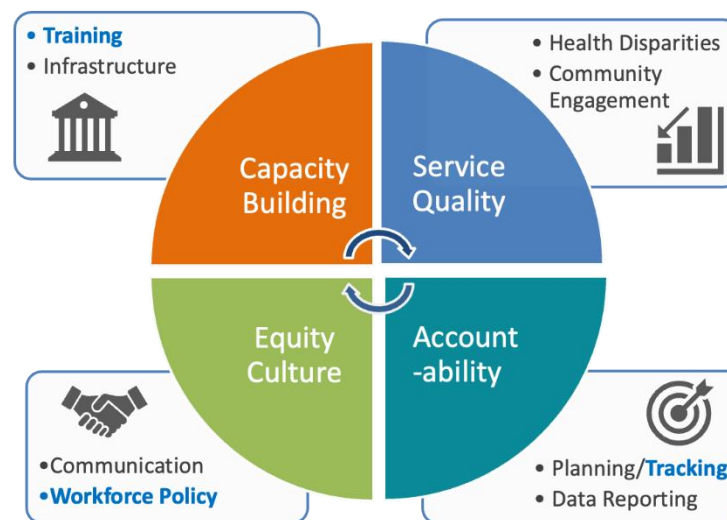 • Training
• Infrastructure
• Health Disparities
• Community
Engagement
Capacity
Building
Service
Quality
Equity
Culture
Account
-ability
•Communication
•Workforce Policy
• Planning/Tracking
• Data Reporting